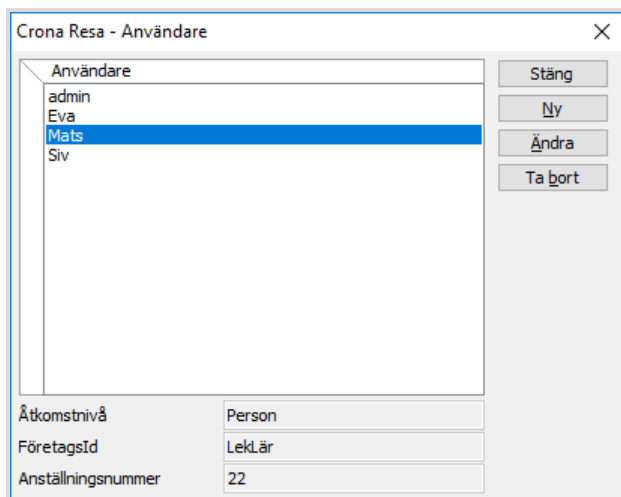 Crona Resa - Användare
Användare
Stäng
admin
Ny
Eva
Mats
Ändra
Siv
Ta bort
Åtkomstnivå Person
FöretagsId LekLär
Anställningsnummer 22